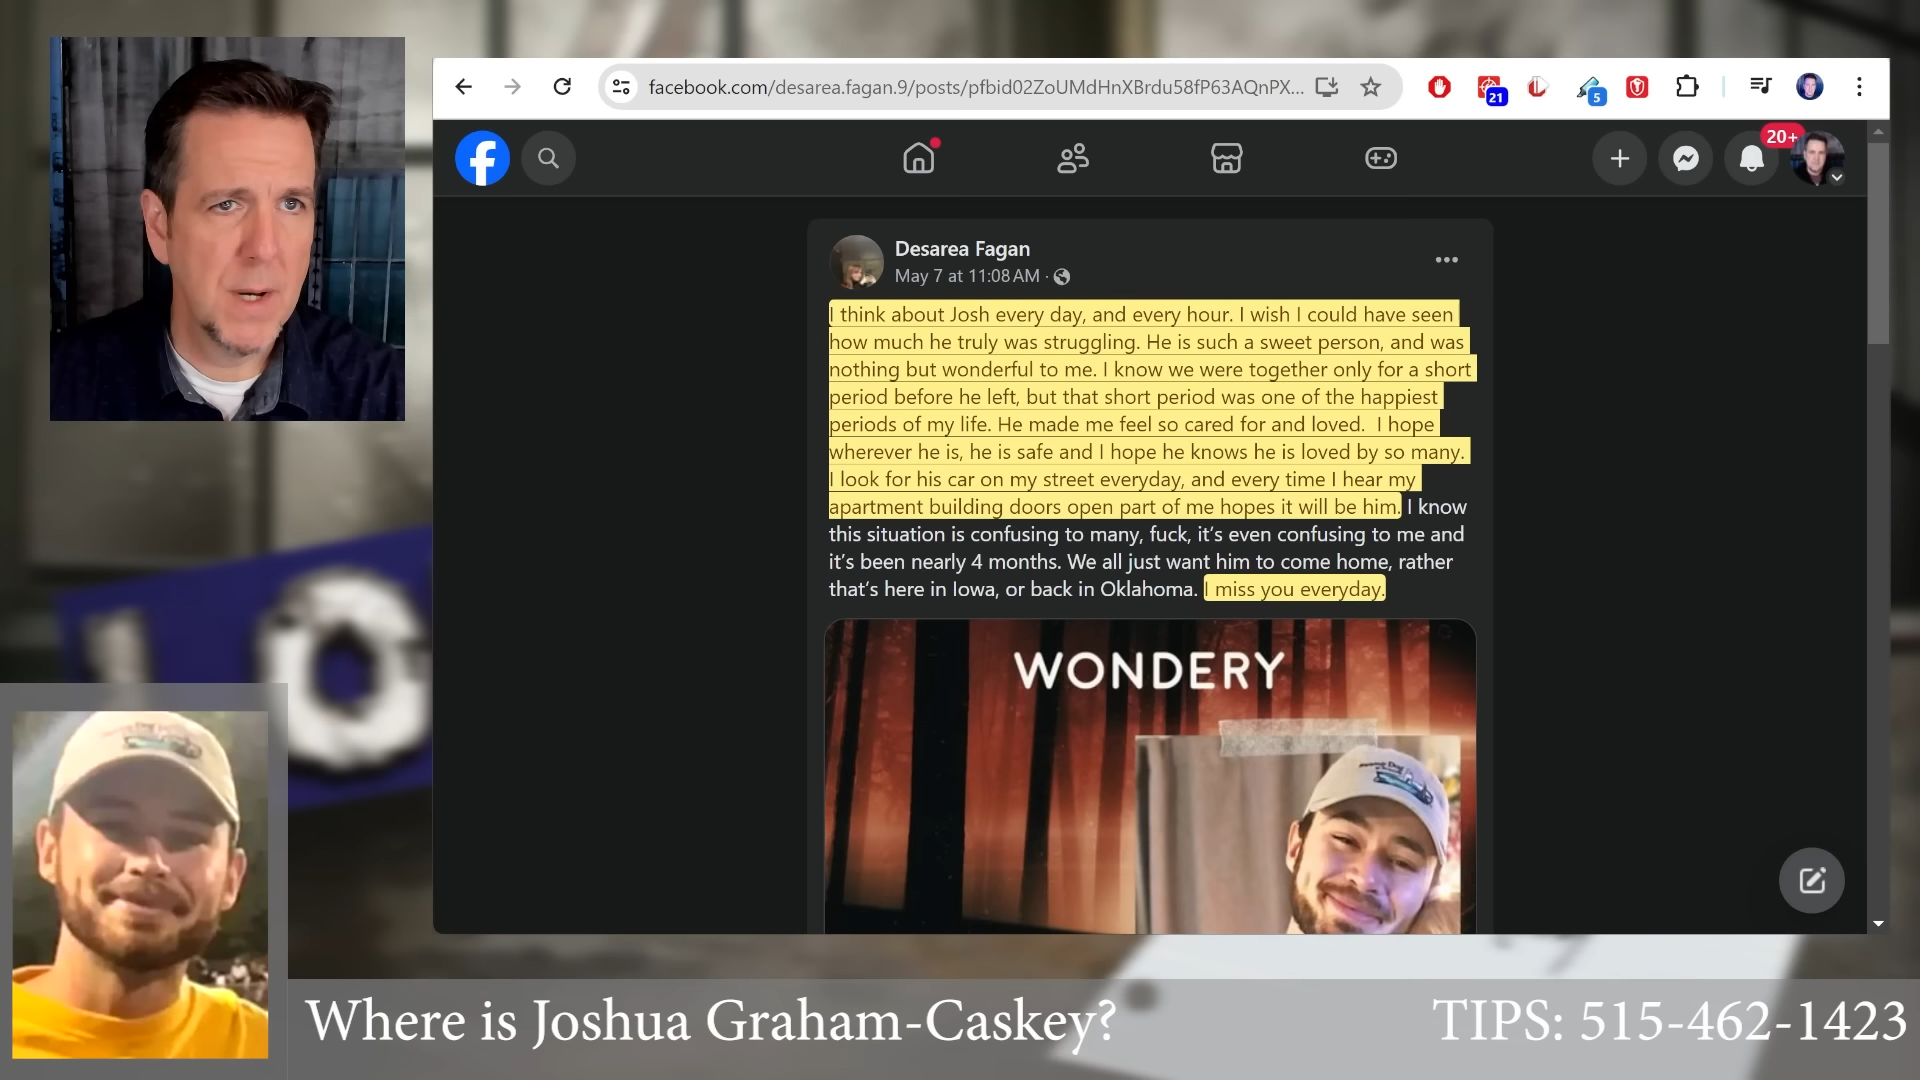 facebook.com/desarea.fagan.9/posts/pfbid02ZoUMdHnXBrdu58fP63AQnPX...
21
5
20+
Desarea Fagan
May 7 at 11:08 AM ·
I think about Josh every day, and every hour. I wish I could have seen
how much he truly was struggling. He is such a sweet person, and was
nothing but wonderful to me. I know we were together only for a short
period before he left, but that short period was one of the happiest
periods of my life. He made me feel so cared for and loved.  I hope
wherever he is, he is safe and I hope he knows he is loved by so many.
I look for his car on my street everyday, and every time I hear my
apartment building doors open part of me hopes it will be him. I know
this situation is confusing to many, fuck, it's even confusing to me and
it's been nearly 4 months. We all just want him to come home, rather
that's here in Iowa, or back in Oklahoma. I miss you everyday.
WONDERY
Where is Joshua Graham-Caskey?
TIPS: 515-462-1423